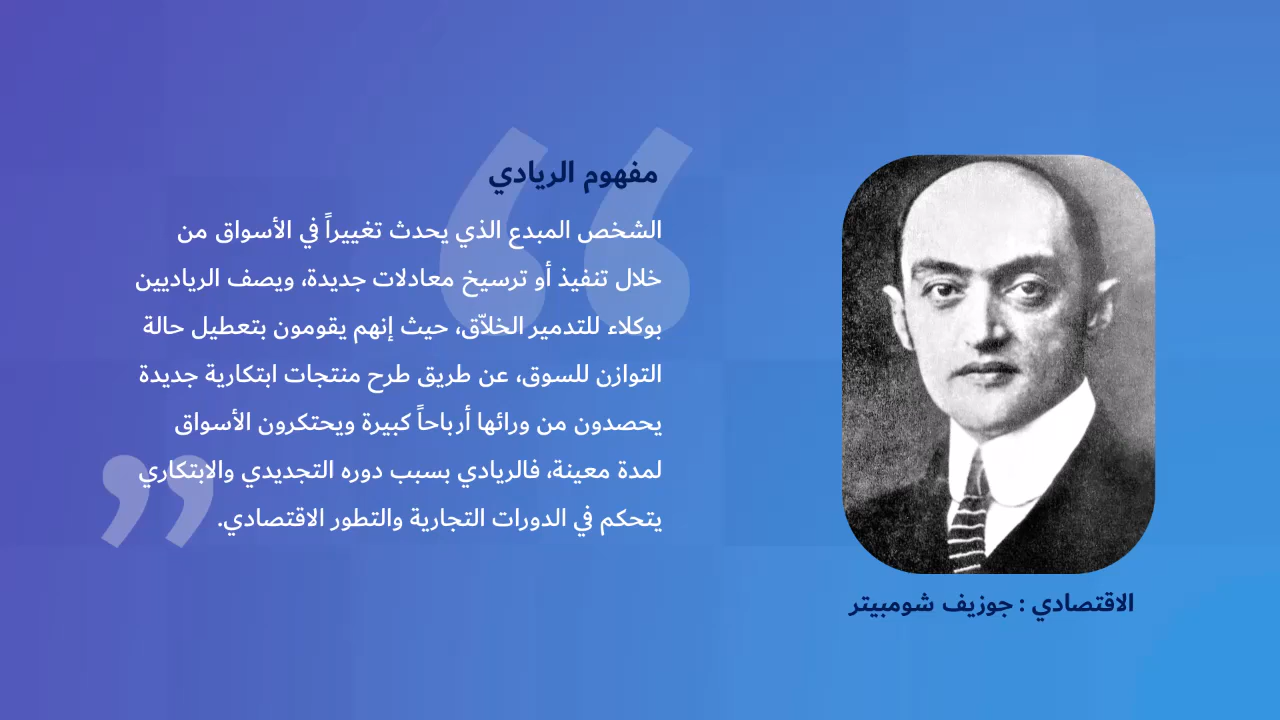 مفهوم الريادي
الشخص المبدع الذي يحدث تغييراً في الأسواق من
خلال تنفيذ أو ترسيخ معادلات جديدة، ويصف الرياديين
بوكلاء للتدمير الخلاّق، حيث إنهم يقومون بتعطيل حالة
التوازن للسوق، عن طريق طرح منتجات ابتكارية جديدة
يحصدون من ورائها أرباحاً كبيرة ويحتكرون الأسواق
لمدة معينة، فالريادي بسبب دوره التجديدي والابتكاري
يتحكم في الدورات التجارية والتطور الاقتصادي.
الاقتصادي : جوزيف شومبيتر